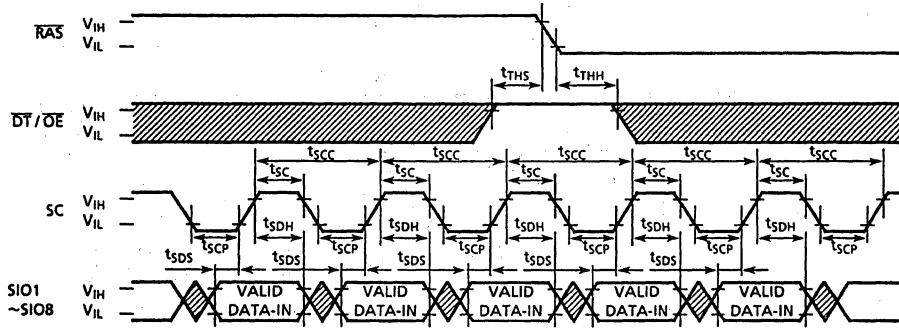 RAS VIH
VIL
tTHS tTHH
DT / OE VIH
VIL
tSCC tSCC tSCC tSCC tSCC
tSC tSC tSC tSC tSC
SC VIH
VIL
tSCP tSDH tSCP tSDH tSCP tSDH tSCP tSDH tSCP tSDH tSCP
tSDS tSDS tSDS tSDS tSDS
SIO1
~SIO8
VIH
VIL
VALID DATA-IN
VALID DATA-IN
VALID DATA-IN
VALID DATA-IN
VALID DATA-IN